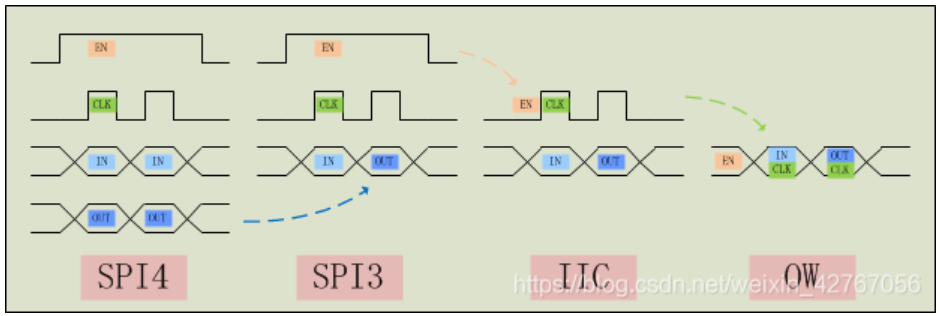 EN EN
CLK CLK EN CLK
IN IN IN OUT IN OUT EN IN OUT
CLK CLK
OUT OUT
SPI4 SPI3 IIC OW
https://blog.csdn.net/weixin_42767056